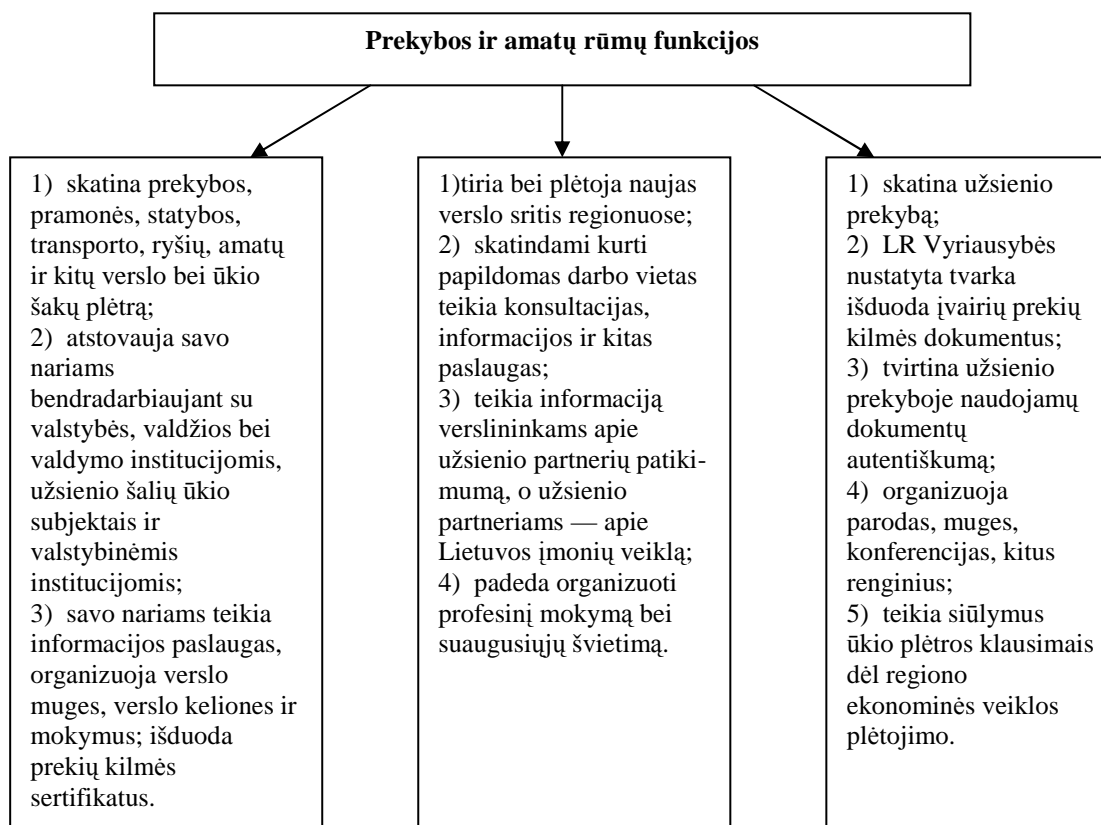 Prekybos ir amatų rūmų funkcijos
1) skatina prekybos,
pramonės, statybos,
transporto, ryšių, amatų
ir kitų verslo bei ūkio
šakų plėtrą;
2) atstovauja savo
nariams
bendradarbiaujant su
valstybės, valdžios bei
valdymo institucijomis,
užsienio šalių ūkio
subjektais ir
valstybinėmis
institucijomis;
3) savo nariams teikia
informacijos paslaugas,
organizuoja verslo
muges, verslo keliones ir
mokymus; išduoda
prekių kilmės
sertifikatus.
1)tiria bei plėtoja naujas
verslo sritis regionuose;
2) skatindami kurti
papildomas darbo vietas
teikia konsultacijas,
informacijos ir kitas
paslaugas;
3) teikia informaciją
verslininkams apie
užsienio partnerių patiki-
mumą, o užsienio
partneriams — apie
Lietuvos įmonių veiklą;
4) padeda organizuoti
profesinį mokymą bei
suaugusiųjų švietimą.
1) skatina užsienio
prekybą;
2) LR Vyriausybės
nustatyta tvarka
išduoda įvairių prekių
kilmės dokumentus;
3) tvirtina užsienio
prekyboje naudojamų
dokumentų
autentiškumą;
4) organizuoja
parodas, muges,
konferencijas, kitus
renginius;
5) teikia siūlymus
ūkio plėtros klausimais
dėl regiono
ekonominės veiklos
plėtojimo.